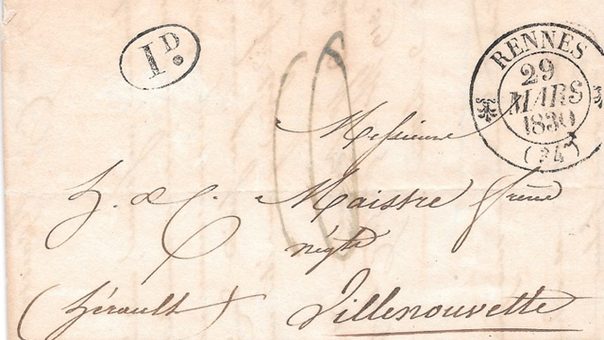 1D.
RENNES
29
MARS
1830
(34)
Messieurs
H. & C. Maistre frères
négts
(hérault) Villenouvette